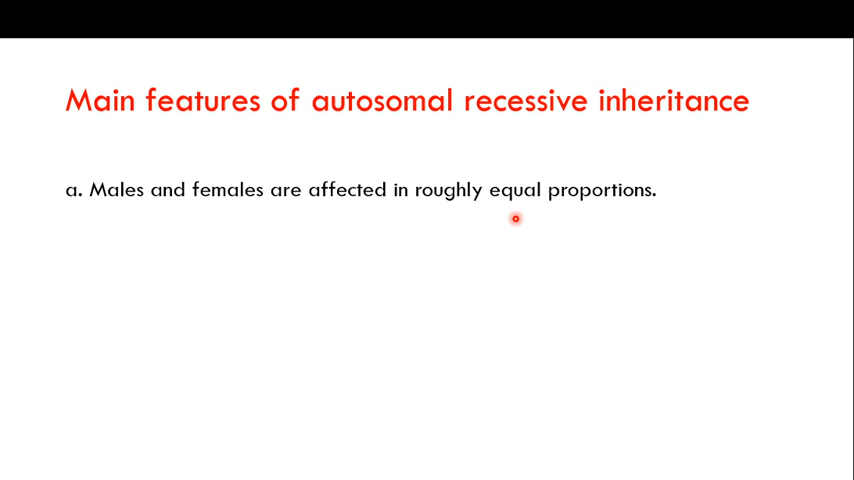 Main features of autosomal recessive inheritance
a. Males and females are affected in roughly equal proportions.